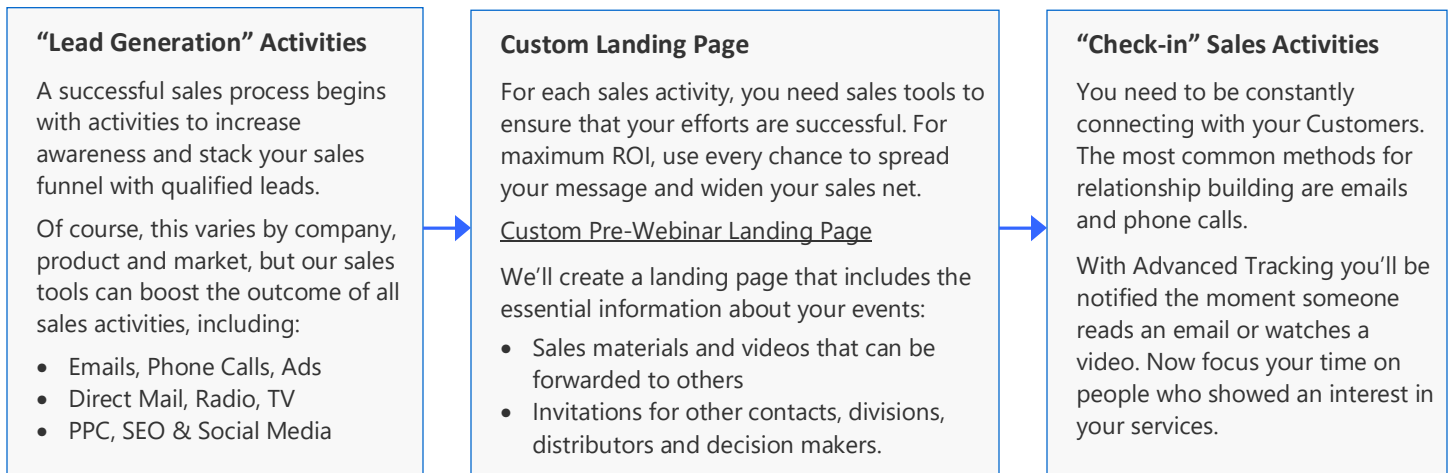 “Lead Generation” Activities
A successful sales process begins
with activities to increase
awareness and stack your sales
funnel with qualified leads.
Of course, this varies by company,
product and market, but our sales
tools can boost the outcome of all
sales activities, including:
• Emails, Phone Calls, Ads
• Direct Mail, Radio, TV
• PPC, SEO & Social Media
Custom Landing Page
For each sales activity, you need sales tools to
ensure that your efforts are successful. For
maximum ROI, use every chance to spread
your message and widen your sales net.
Custom Pre-Webinar Landing Page
We’ll create a landing page that includes the
essential information about your events:
• Sales materials and videos that can be
forwarded to others
• Invitations for other contacts, divisions,
distributors and decision makers.
“Check-in” Sales Activities
You need to be constantly
connecting with your Customers.
The most common methods for
relationship building are emails
and phone calls.
With Advanced Tracking you’ll be
notified the moment someone
reads an email or watches a
video. Now focus your time on
people who showed an interest in
your services.